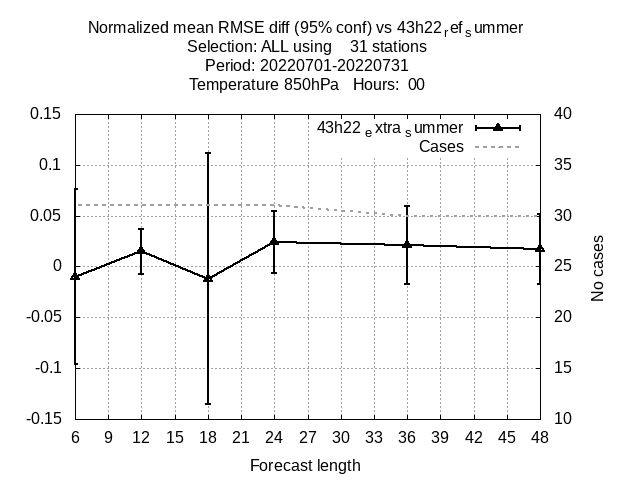 Normalized mean RMSE diff (95% conf) vs 43h22refsummer
Selection: ALL using 31 stations
Period: 20220701-20220731
Temperature 850hPa Hours: 00
43h22extrasummer
Cases
0.15
0.1
0.05
0
-0.05
-0.1
-0.15
40
35
30
25
20
15
10
No cases
6 9 12 15 18 21 24 27 30 33 36 39 42 45 48
Forecast length